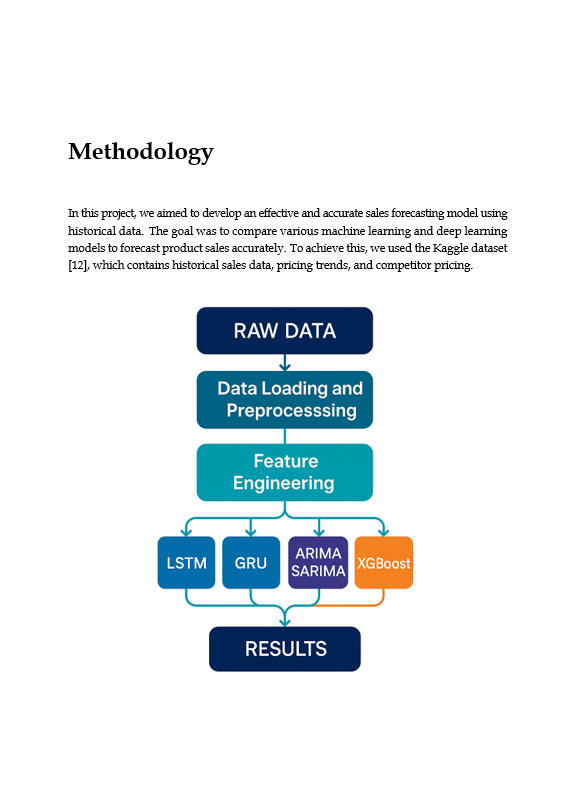 Methodology
In this project, we aimed to develop an effective and accurate sales forecasting model using
historical data. The goal was to compare various machine learning and deep learning
models to forecast product sales accurately. To achieve this, we used the Kaggle dataset
[12], which contains historical sales data, pricing trends, and competitor pricing.
RAW DATA
Data Loading and
Preprocesssing
Feature
Engineering
LSTM
GRU
ARIMA
SARIMA
XGBoost
RESULTS